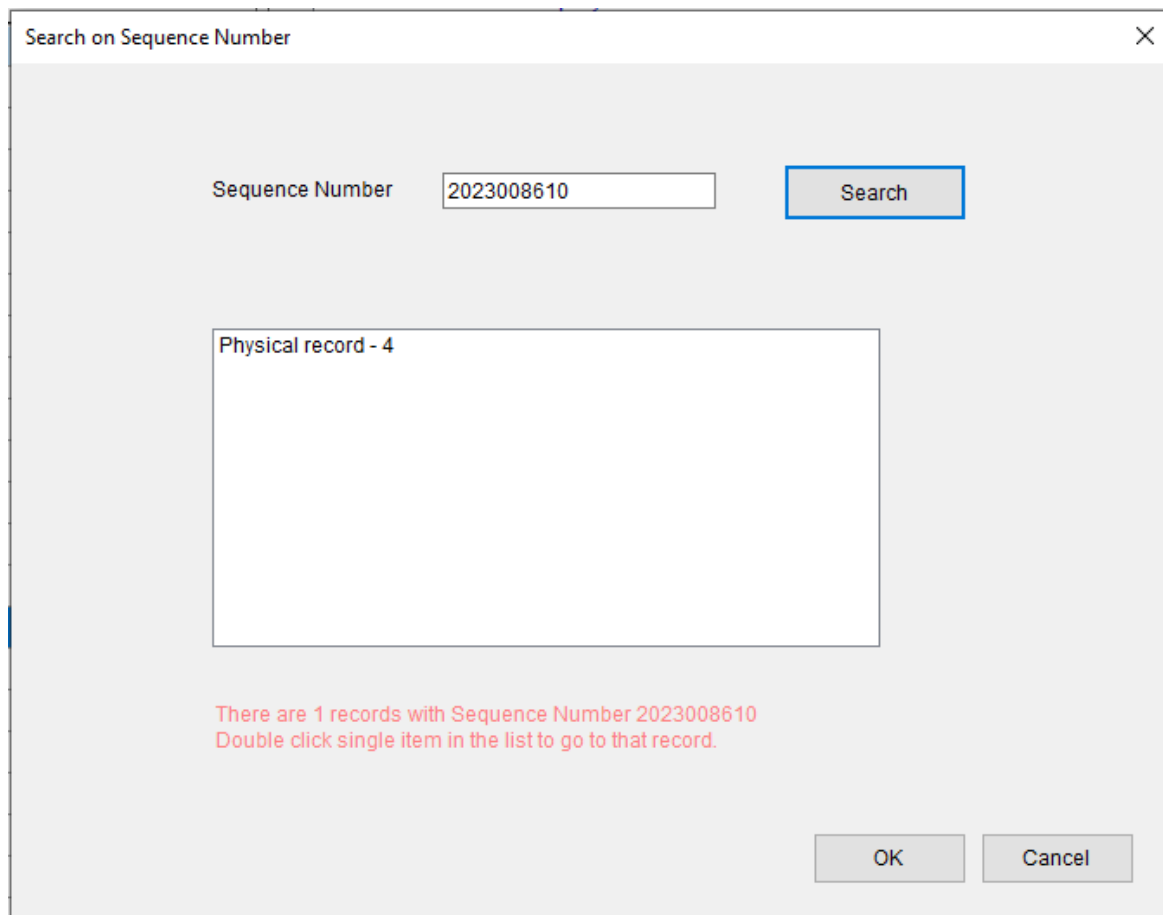 Search on Sequence Number
Sequence Number 2023008610 Search
Physical record - 4
There are 1 records with Sequence Number 2023008610
Double click single item in the list to go to that record.
OK Cancel